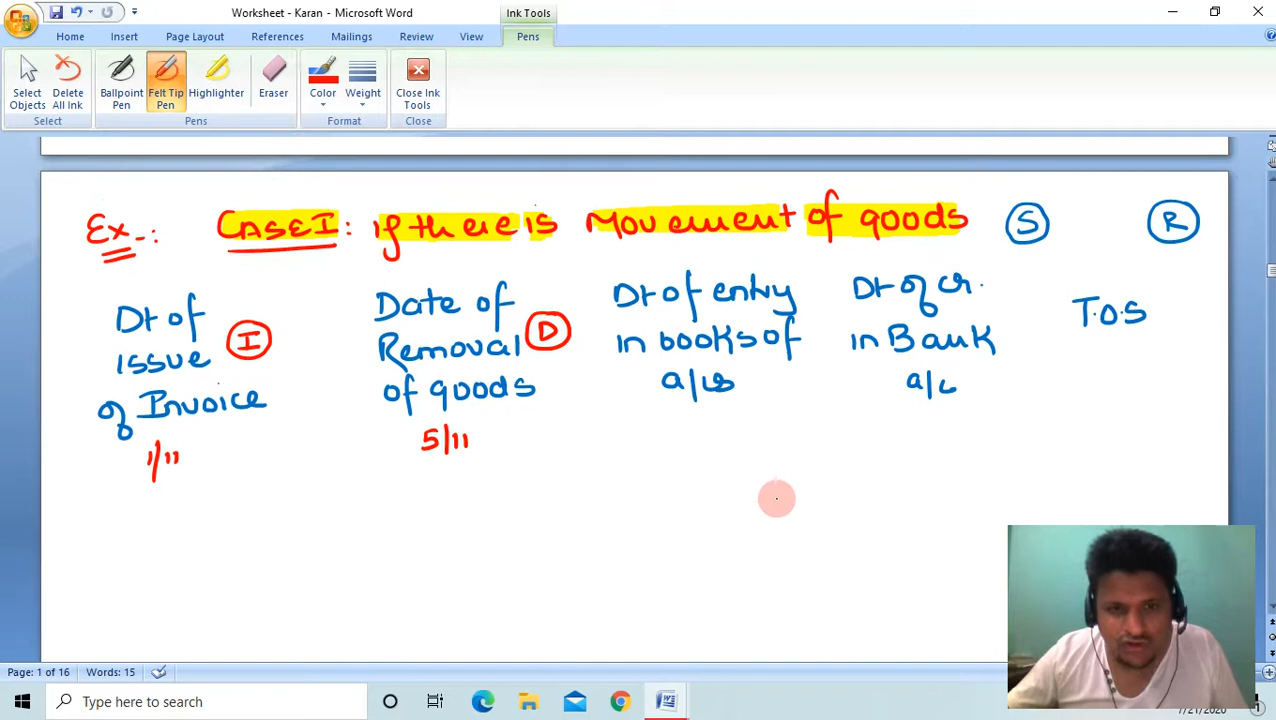 Worksheet - Karan - Microsoft Word
Ink Tools
Home Insert Page Layout References Mailings Review View Pens
Select Objects
Delete All Ink
Ballpoint Pen
Felt Tip Pen
Highlighter
Eraser
Color
Weight
Close Ink Tools
Select Pens Format Close
Ex-: CASE I: if there is Movement of goods S R
Dt of issue of Invoice I
Date of Removal of goods D
Dt of entry in books of a/cs
Dt of cr. in Bank a/c
T.O.S
1/11
5/11
Page: 1 of 16 Words: 15
Type here to search
7/21/2020